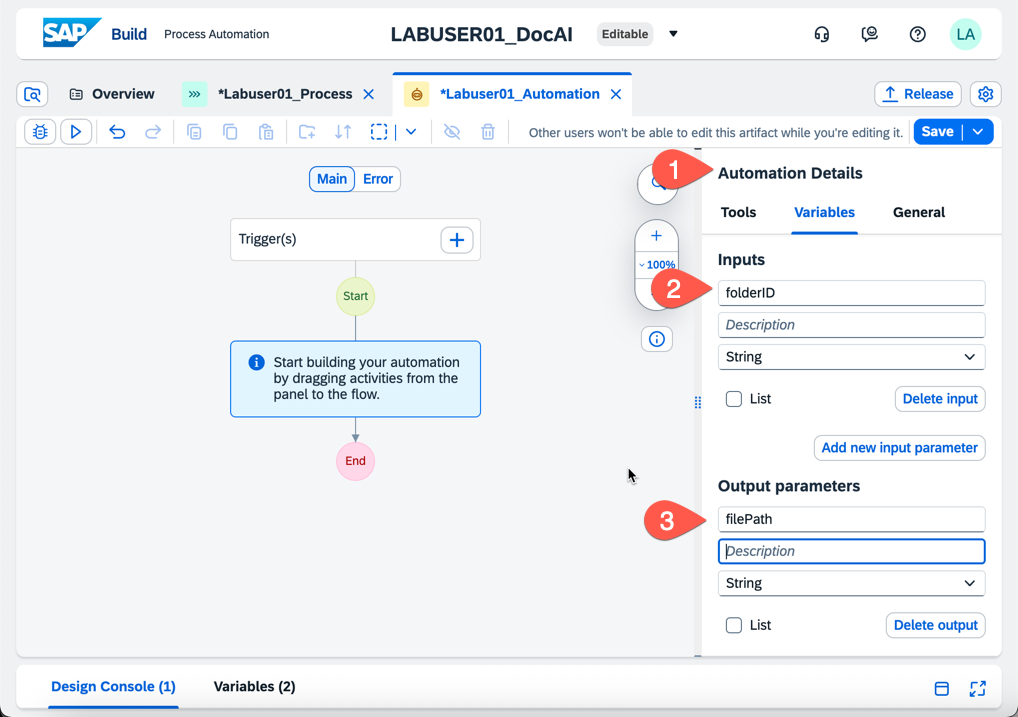 SAP Build Process Automation LABUSER01_DocAI Editable LA
Overview *Labuser01_Process *Labuser01_Automation Release
Other users won't be able to edit this artifact while you're editing it. Save
Main Error
1
Automation Details
Tools Variables General
Trigger(s)
100%
Inputs
2
folderID
Start
Description
Start building your automation
by dragging activities from the
panel to the flow.
String
List Delete input
Add new input parameter
End
Output parameters
3
filePath
Description
String
List Delete output
Design Console (1) Variables (2)